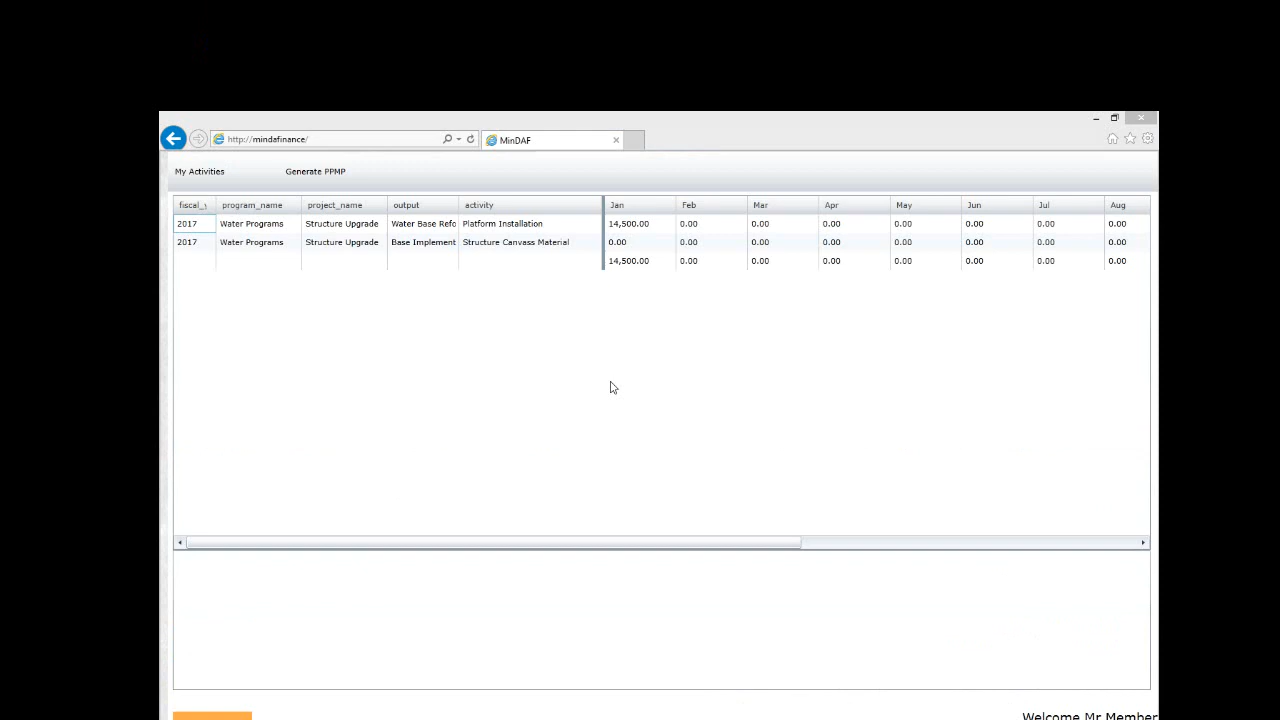 http://mindafinance/ MinDAF
My Activities Generate PPMP
fiscal_y program_name project_name output activity Jan Feb Mar Apr May Jun Jul Aug
2017 Water Programs Structure Upgrade Water Base Refo Platform Installation 14,500.00 0.00 0.00 0.00 0.00 0.00 0.00 0.00
2017 Water Programs Structure Upgrade Base Implement Structure Canvass Material 0.00 0.00 0.00 0.00 0.00 0.00 0.00 0.00
14,500.00 0.00 0.00 0.00 0.00 0.00 0.00 0.00
Welcome Mr Member